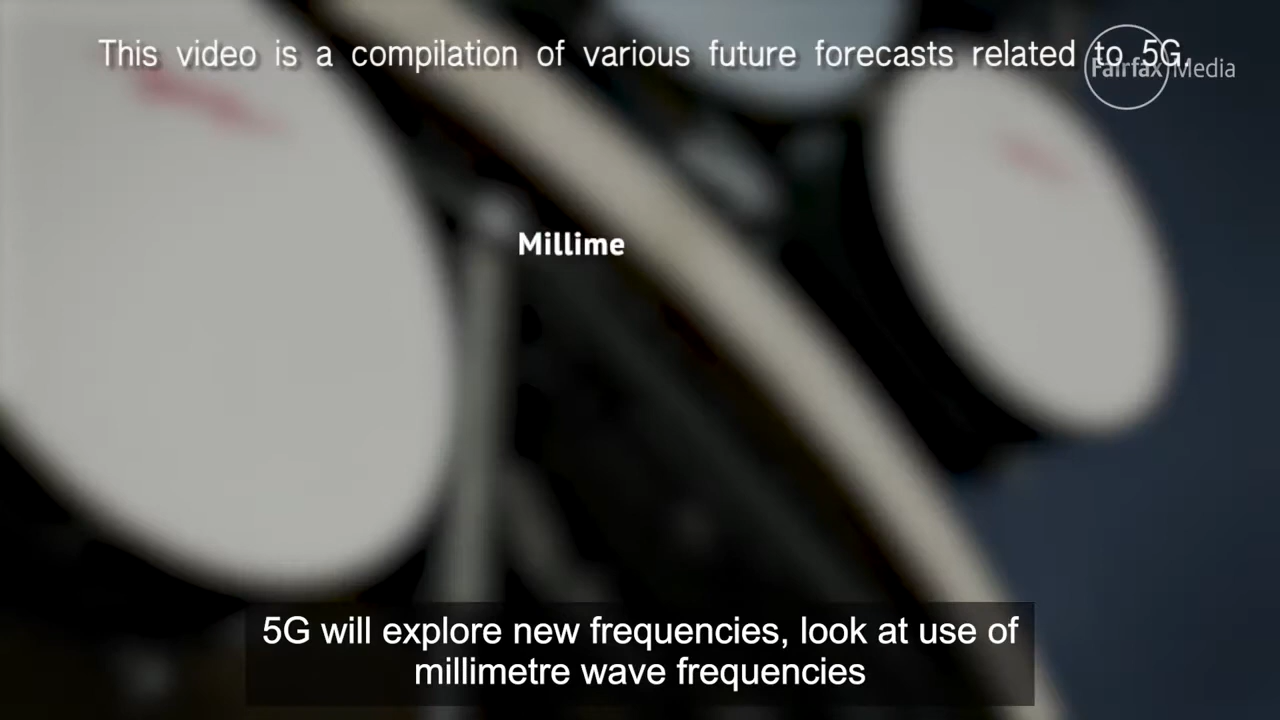 This video is a compilation of various future forecasts related to 5G.
Fairfax Media
Millime
5G will explore new frequencies, look at use of
millimetre wave frequencies